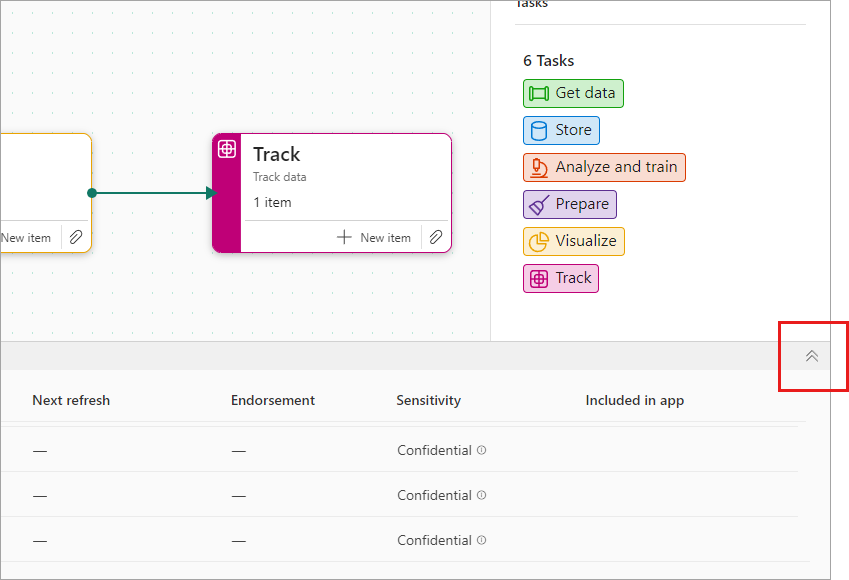 Tasks
6 Tasks
Get data
Store
Analyze and train
Prepare
Visualize
Track
Track
Track data
1 item
New item
New item
Next refresh Endorsement Sensitivity Included in app
— — Confidential
— — Confidential
— — Confidential